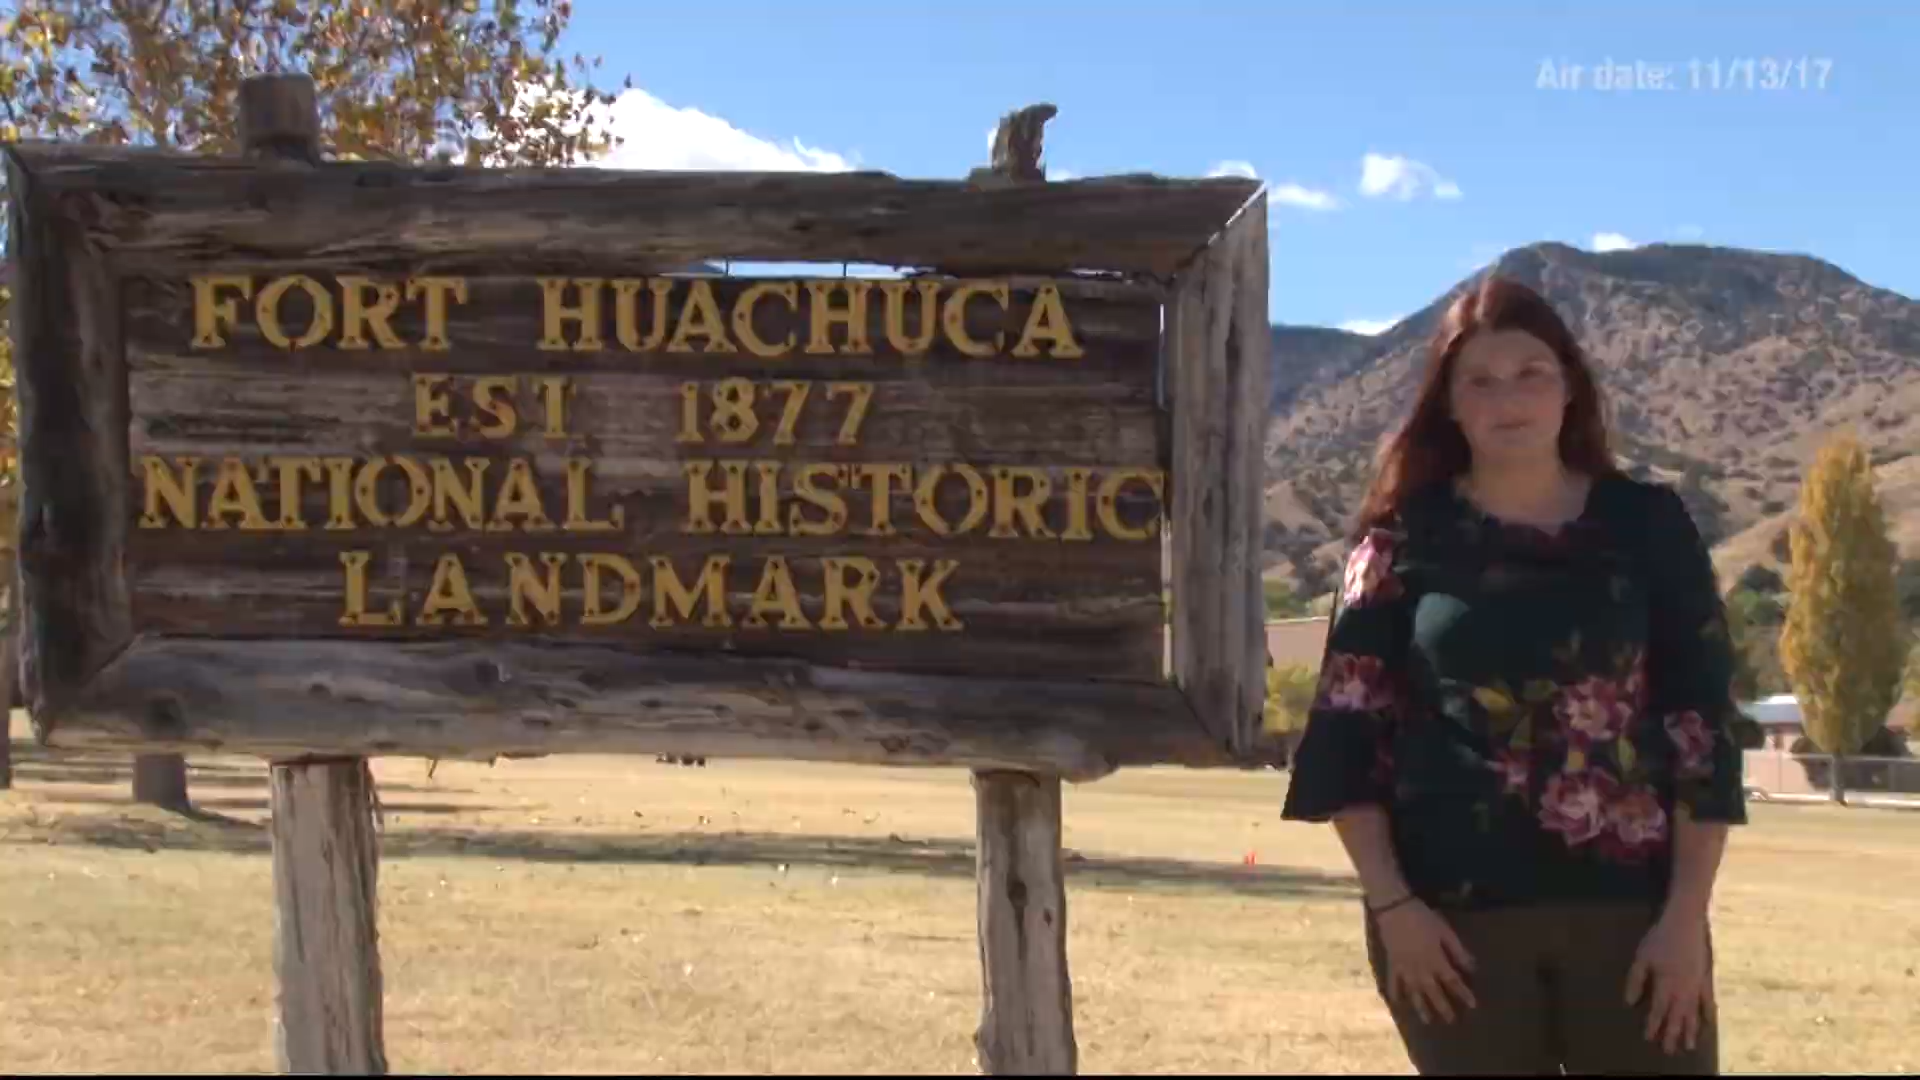 Air date: 11/13/17
FORT HUACHUCA
EST 1877
NATIONAL HISTORIC
LANDMARK